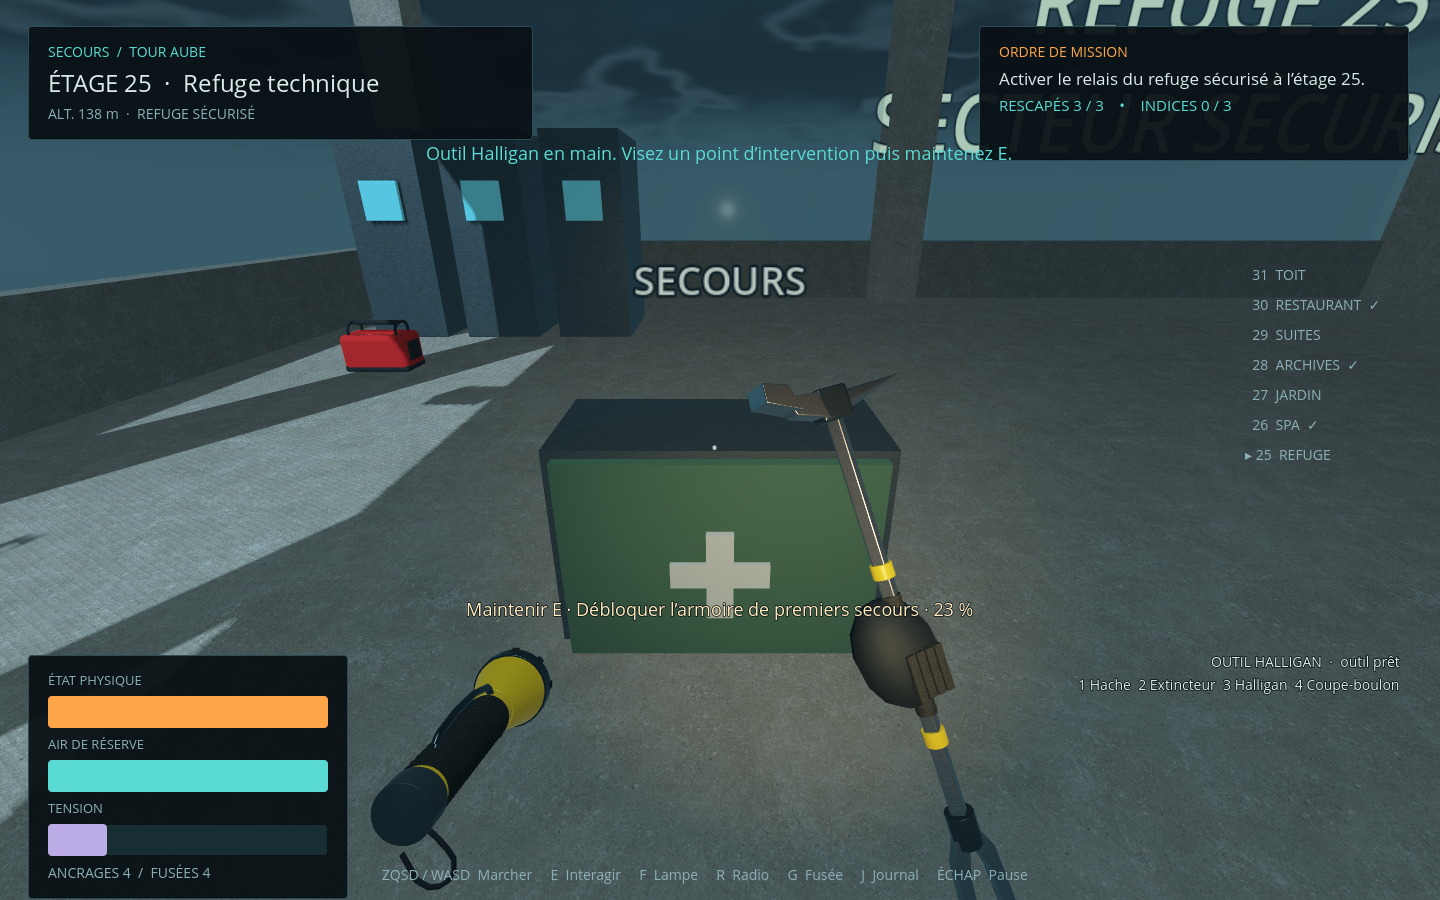 REFUGE 25
SECOURS / TOUR AUBE
ÉTAGE 25 · Refuge technique
ALT. 138 m · REFUGE SÉCURISÉ
ORDRE DE MISSION
Activer le relais du refuge sécurisé à l’étage 25.
RESCAPÉS 3 / 3 • INDICES 0 / 3
SECTEUR SÉCURI
Outil Halligan en main. Visez un point d’intervention puis maintenez E.
SECOURS
31 TOIT
30 RESTAURANT ✓
29 SUITES
28 ARCHIVES ✓
27 JARDIN
26 SPA ✓
▸ 25 REFUGE
Maintenir E · Débloquer l’armoire de premiers secours · 23 %
OUTIL HALLIGAN · outil prêt
1 Hache 2 Extincteur 3 Halligan 4 Coupe-boulon
ÉTAT PHYSIQUE
AIR DE RÉSERVE
TENSION
ANCRAGES 4 / FUSÉES 4
ZQSD / WASD Marcher E Interagir F Lampe R Radio G Fusée J Journal ÉCHAP Pause